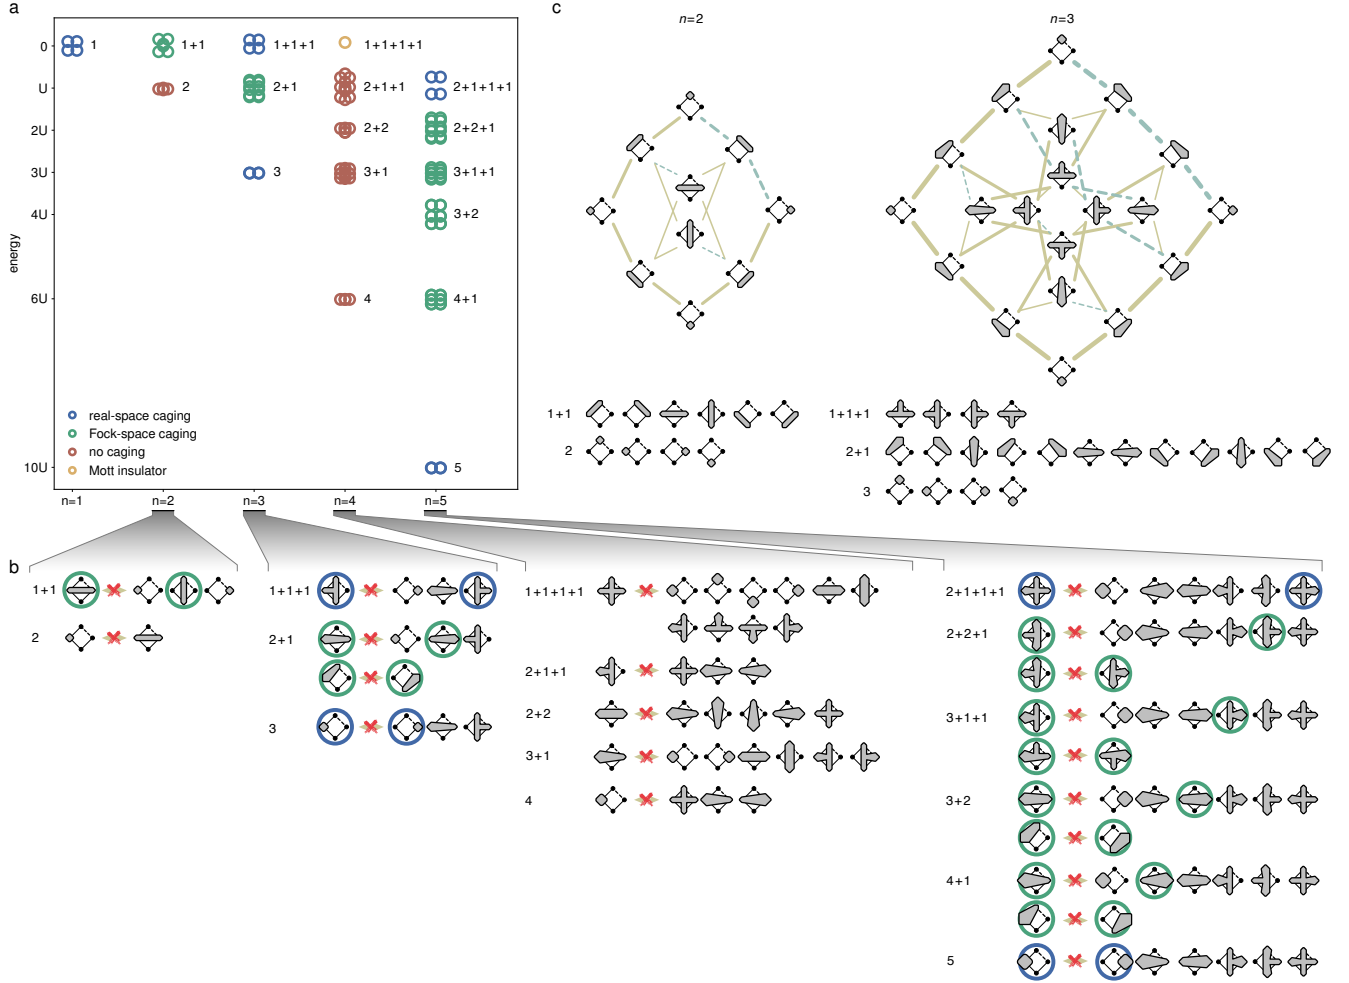 a
energy
0
U
2U
3U
4U
6U
10U
1
1+1
2
1+1+1
2+1
3
1+1+1+1
2+1+1
2+2
3+1
4
2+1+1+1
2+2+1
3+1+1
3+2
4+1
5
real-space caging
Fock-space caging
no caging
Mott insulator
n=1
n=2
n=3
n=4
n=5
c
n=2
n=3
1+1
2
1+1+1
2+1
3
b
1+1
2
1+1+1
2+1
3
1+1+1+1
2+1+1
2+2
3+1
4
2+1+1+1
2+2+1
3+1+1
3+2
4+1
5